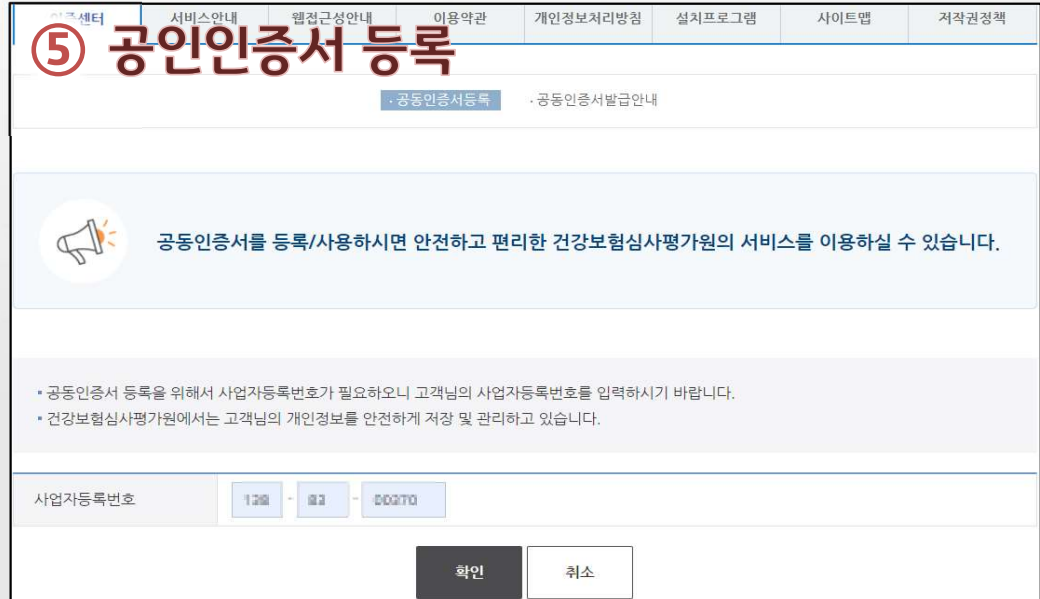 인증센터 서비스안내 웹접근성안내 이용약관 개인정보처리방침 설치프로그램 사이트맵 저작권정책
⑤ 공인인증서 등록
· 공동인증서등록 · 공동인증서발급안내
공동인증서를 등록/사용하시면 안전하고 편리한 건강보험심사평가원의 서비스를 이용하실 수 있습니다.
▪ 공동인증서 등록을 위해서 사업자등록번호가 필요하오니 고객님의 사업자등록번호를 입력하시기 바랍니다.
▪ 건강보험심사평가원에서는 고객님의 개인정보를 안전하게 저장 및 관리하고 있습니다.
사업자등록번호 - -
확인 취소